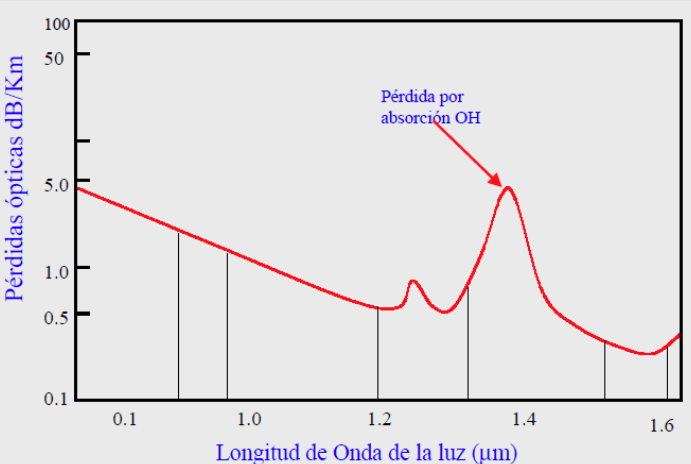 100
50
Pérdida por
absorción OH
5.0
1.0
0.5
0.1
Pérdidas ópticas dB/Km
0.1 1.0 1.2 1.4 1.6
Longitud de Onda de la luz (μm)